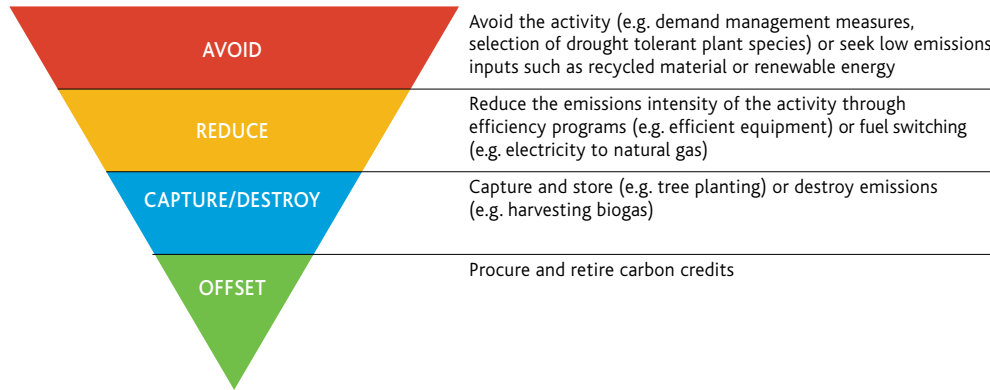 AVOID
Avoid the activity (e.g. demand management measures,
selection of drought tolerant plant species) or seek low emissions
inputs such as recycled material or renewable energy
REDUCE
Reduce the emissions intensity of the activity through
efficiency programs (e.g. efficient equipment) or fuel switching
(e.g. electricity to natural gas)
CAPTURE/DESTROY
Capture and store (e.g. tree planting) or destroy emissions
(e.g. harvesting biogas)
OFFSET
Procure and retire carbon credits